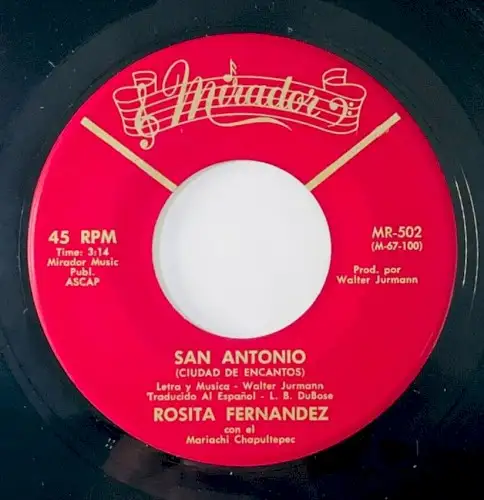 Mirador
45 RPM
Time: 3:14
Mirador Music
Publ.
ASCAP
MR-502
(M-67-100)
Prod. por
Walter Jurmann
SAN ANTONIO
(CIUDAD DE ENCANTOS)
Letra y Musica - Walter Jurmann
Traducido Al Español - L. B. DuBose
ROSITA FERNANDEZ
con el
Mariachi Chapultepec